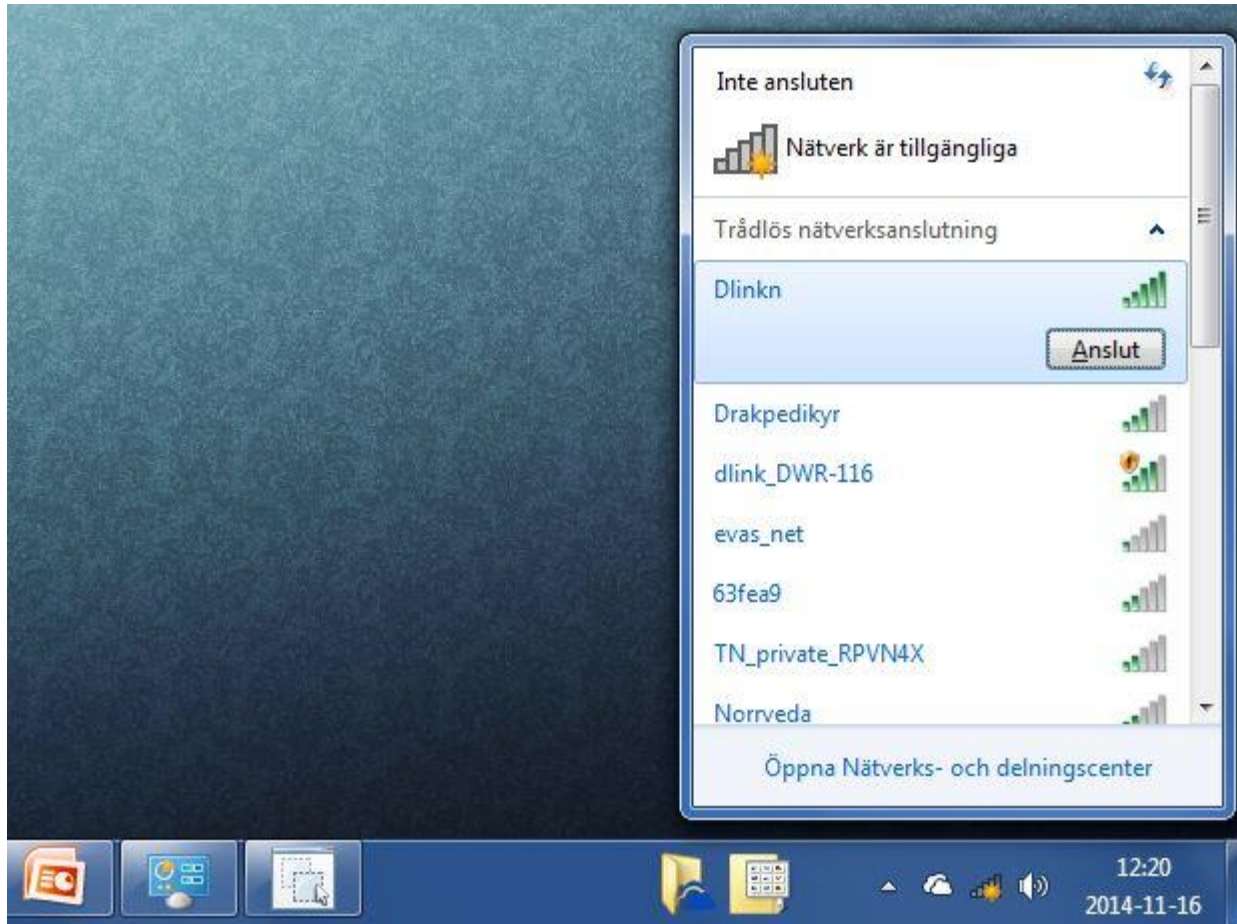 Inte ansluten
Nätverk är tillgängliga
Trådlös nätverksanslutning
Dlinkn
Anslut
Drakpedikyr
dlink_DWR-116
evas_net
63fea9
TN_private_RPVN4X
Norrveda
Öppna Nätverks- och delningscenter
12:20
2014-11-16